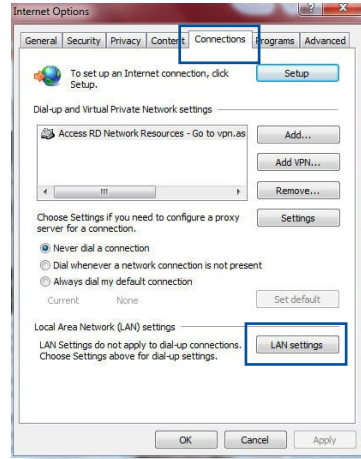 Internet Options
General Security Privacy Content Connections Programs Advanced
To set up an Internet connection, click
Setup.
Setup
Dial-up and Virtual Private Network settings
Access RD Network Resources - Go to vpn.as
Add...
Add VPN...
Remove...
Choose Settings if you need to configure a proxy
server for a connection.
Settings
Never dial a connection
Dial whenever a network connection is not present
Always dial my default connection
Current None
Set default
Local Area Network (LAN) settings
LAN Settings do not apply to dial-up connections.
Choose Settings above for dial-up settings.
LAN settings
OK Cancel Apply